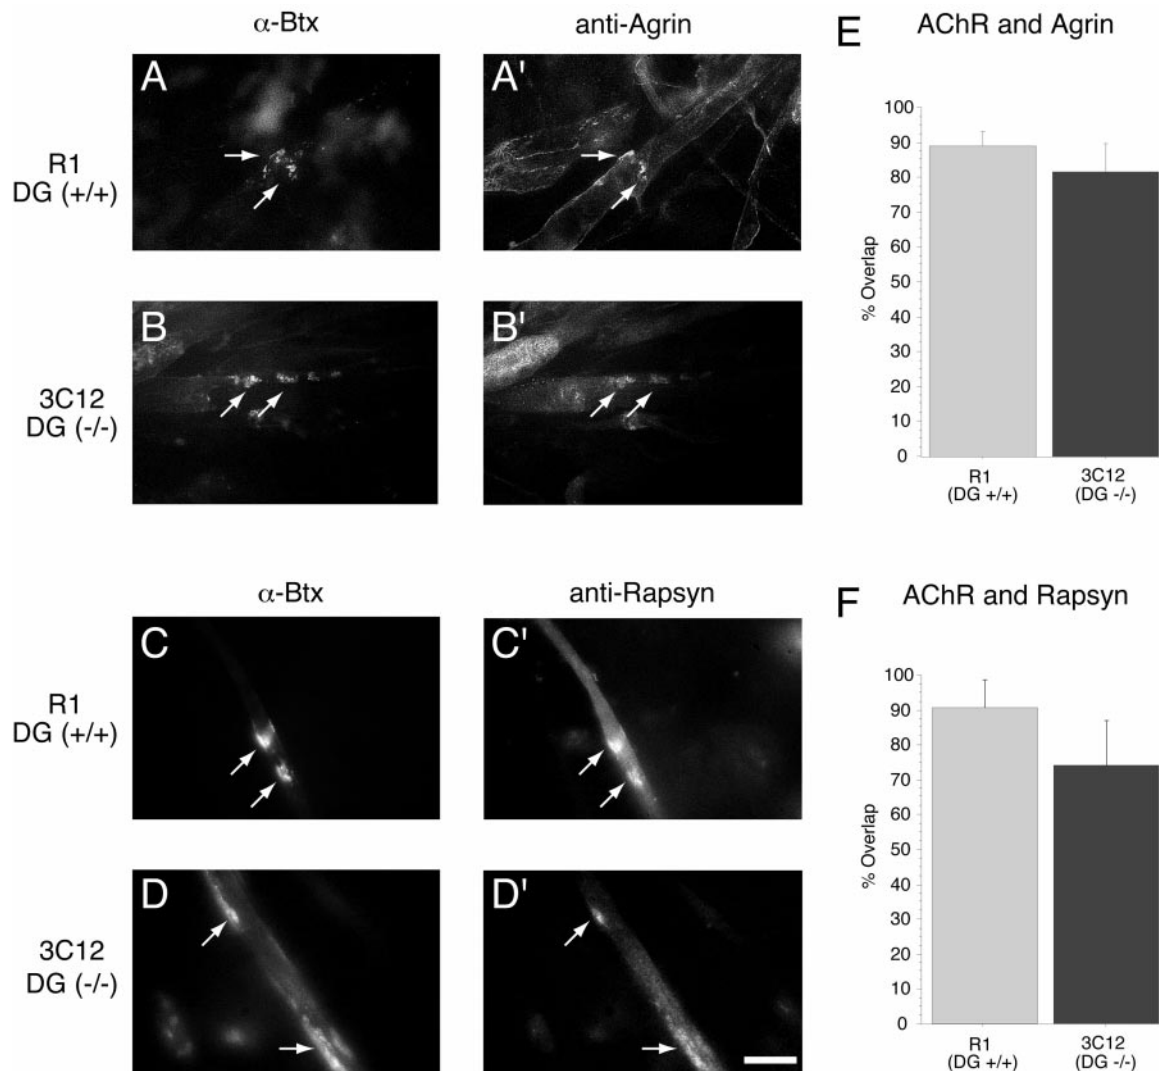 α-Btx
anti-Agrin
E
AChR and Agrin
A
A'
R1
DG (+/+)
B
B'
3C12
DG (-/-)
100
90
80
70
60
50
40
30
20
10
0
% Overlap
R1
(DG +/+)
3C12
(DG -/-)
α-Btx
anti-Rapsyn
F
AChR and Rapsyn
C
C'
R1
DG (+/+)
D
D'
3C12
DG (-/-)
100
90
80
70
60
50
40
30
20
10
0
% Overlap
R1
(DG +/+)
3C12
(DG -/-)